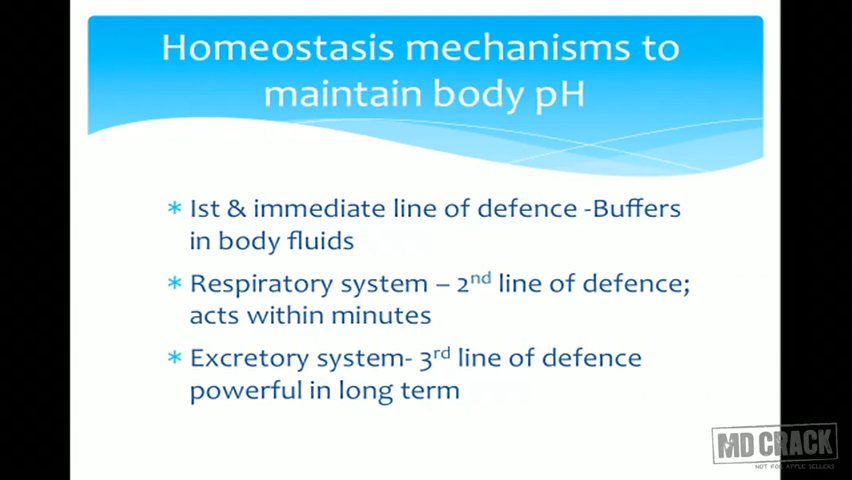 Homeostasis mechanisms to
maintain body pH
* Ist & immediate line of defence -Buffers
in body fluids
* Respiratory system – 2nd line of defence;
acts within minutes
* Excretory system- 3rd line of defence
powerful in long term
MD CRACK
NOT FOR APPLE SELLERS